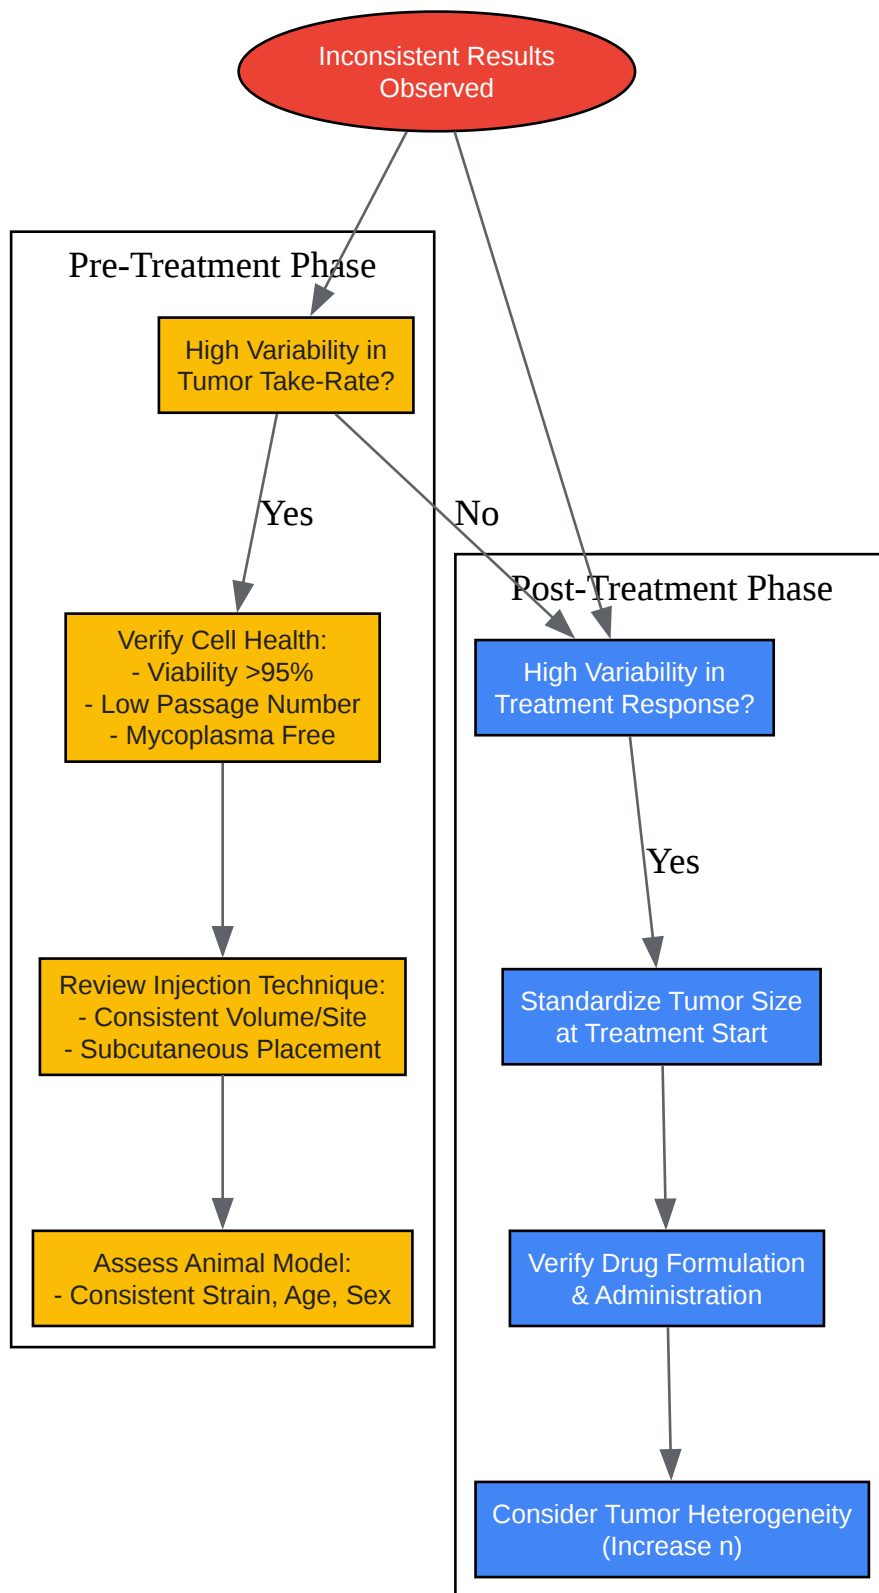 Inconsistent Results
Observed
Pre-Treatment Phase
High Variability in
Tumor Take-Rate?
Yes
No
Verify Cell Health:
- Viability >95%
- Low Passage Number
- Mycoplasma Free
Review Injection Technique:
- Consistent Volume/Site
- Subcutaneous Placement
Assess Animal Model:
- Consistent Strain, Age, Sex
Post-Treatment Phase
High Variability in
Treatment Response?
Yes
Standardize Tumor Size
at Treatment Start
Verify Drug Formulation
& Administration
Consider Tumor Heterogeneity
(Increase n)